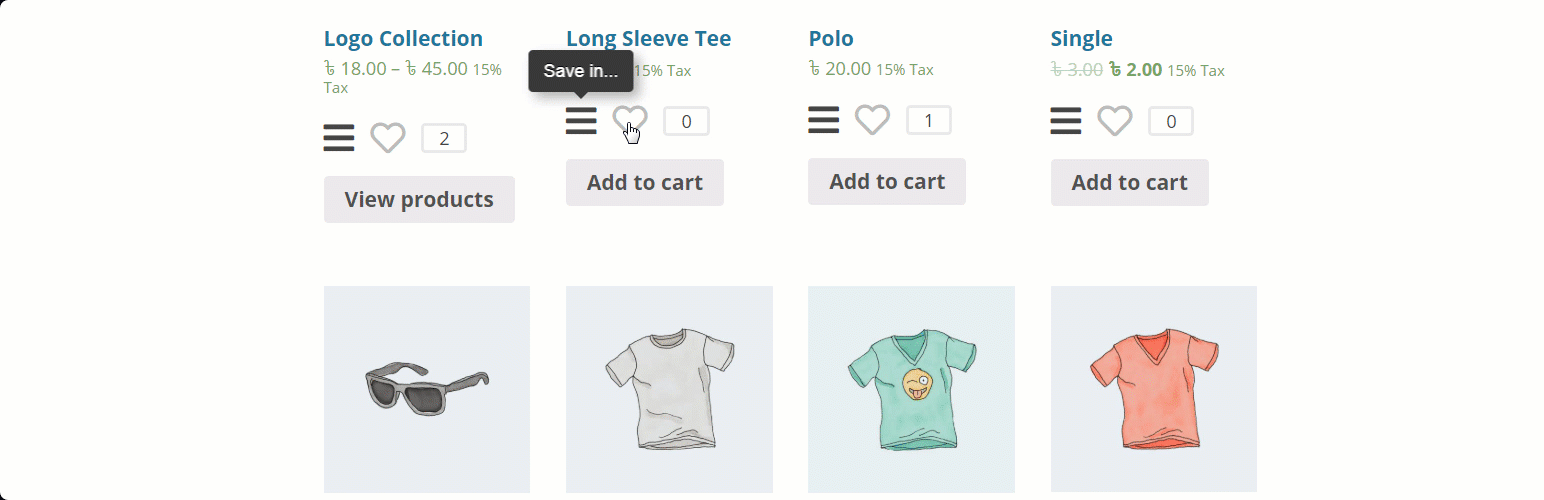 Logo Collection
৳ 18.00 – ৳ 45.00 15%
Tax
2
View products
Long Sleeve Tee
Save in...
15% Tax
0
Add to cart
Polo
৳ 20.00 15% Tax
1
Add to cart
Single
৳ 3.00 ৳ 2.00 15% Tax
0
Add to cart